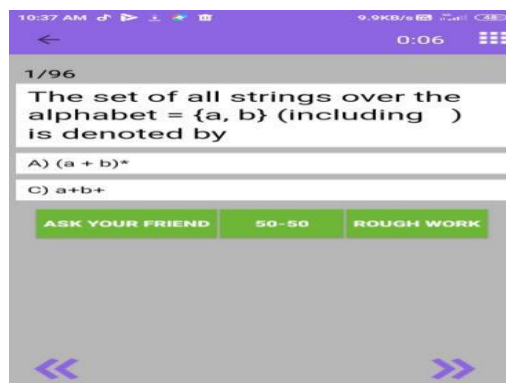 10:37 AM 9.9KB/s 48
0:06
1/96
The set of all strings over the
alphabet = {a, b} (including )
is denoted by
A) (a + b)*
C) a+b+
ASK YOUR FRIEND 50-50 ROUGH WORK